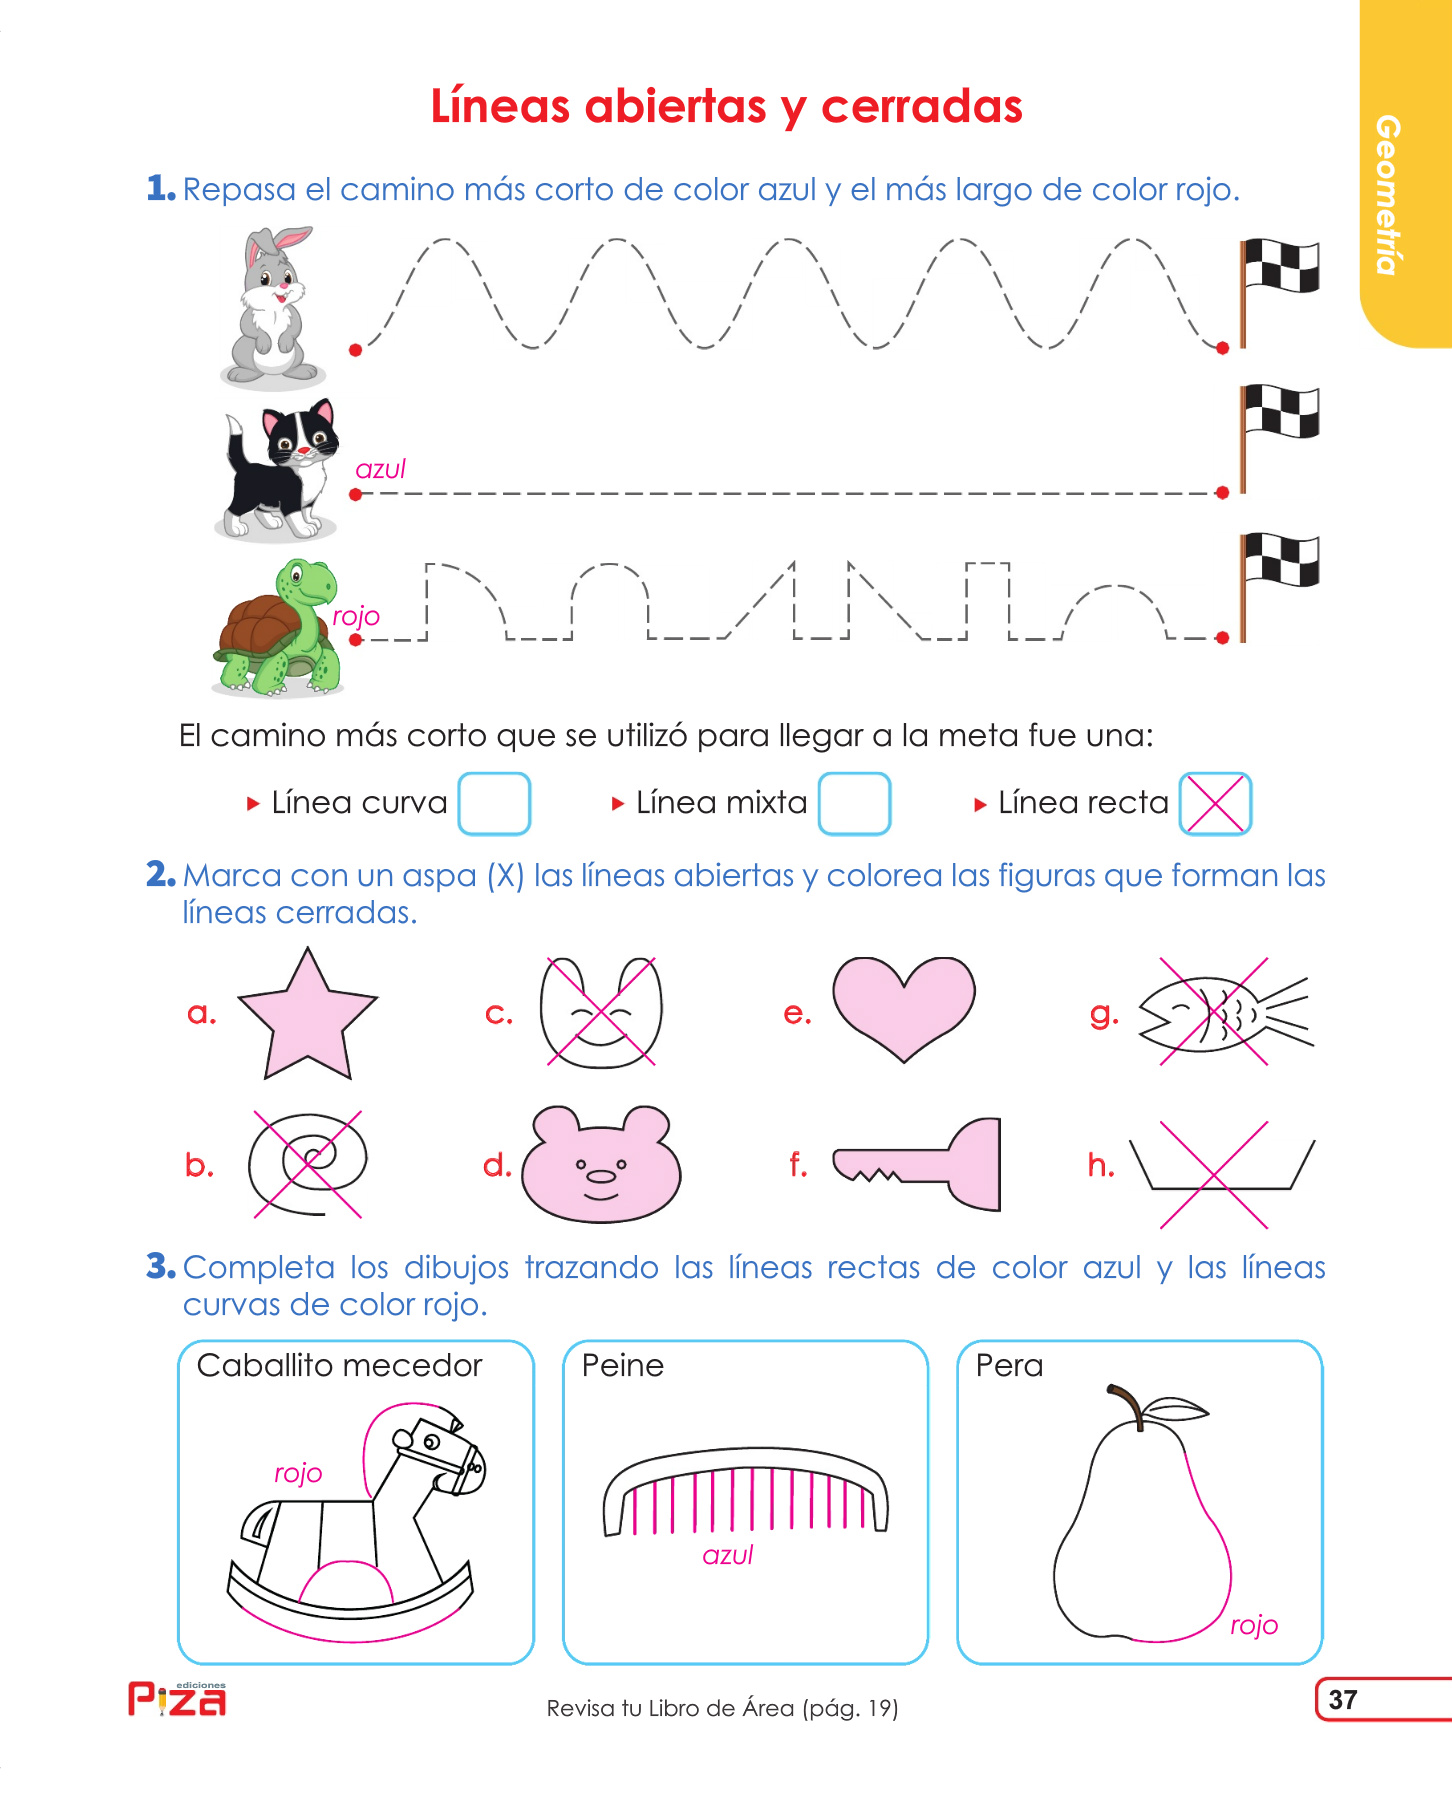 Líneas abiertas y cerradas
Geometría
1. Repasa el camino más corto de color azul y el más largo de color rojo.
azul
rojo
El camino más corto que se utilizó para llegar a la meta fue una:
Línea curva
Línea mixta
Línea recta
2. Marca con un aspa (X) las líneas abiertas y colorea las figuras que forman las
líneas cerradas.
a.
c.
e.
g.
b.
d.
f.
h.
3. Completa los dibujos trazando las líneas rectas de color azul y las líneas
curvas de color rojo.
Caballito mecedor
Peine
Pera
rojo
azul
rojo
ediciones
Piza
Revisa tu Libro de Área (pág. 19)
37